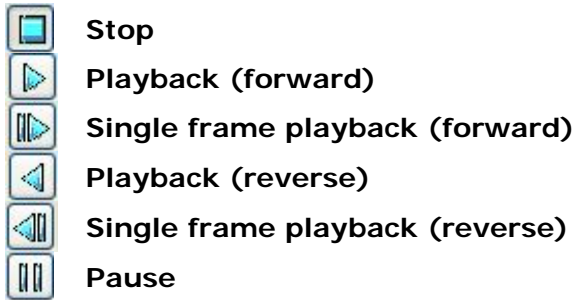 Stop
Playback (forward)
Single frame playback (forward)
Playback (reverse)
Single frame playback (reverse)
Pause